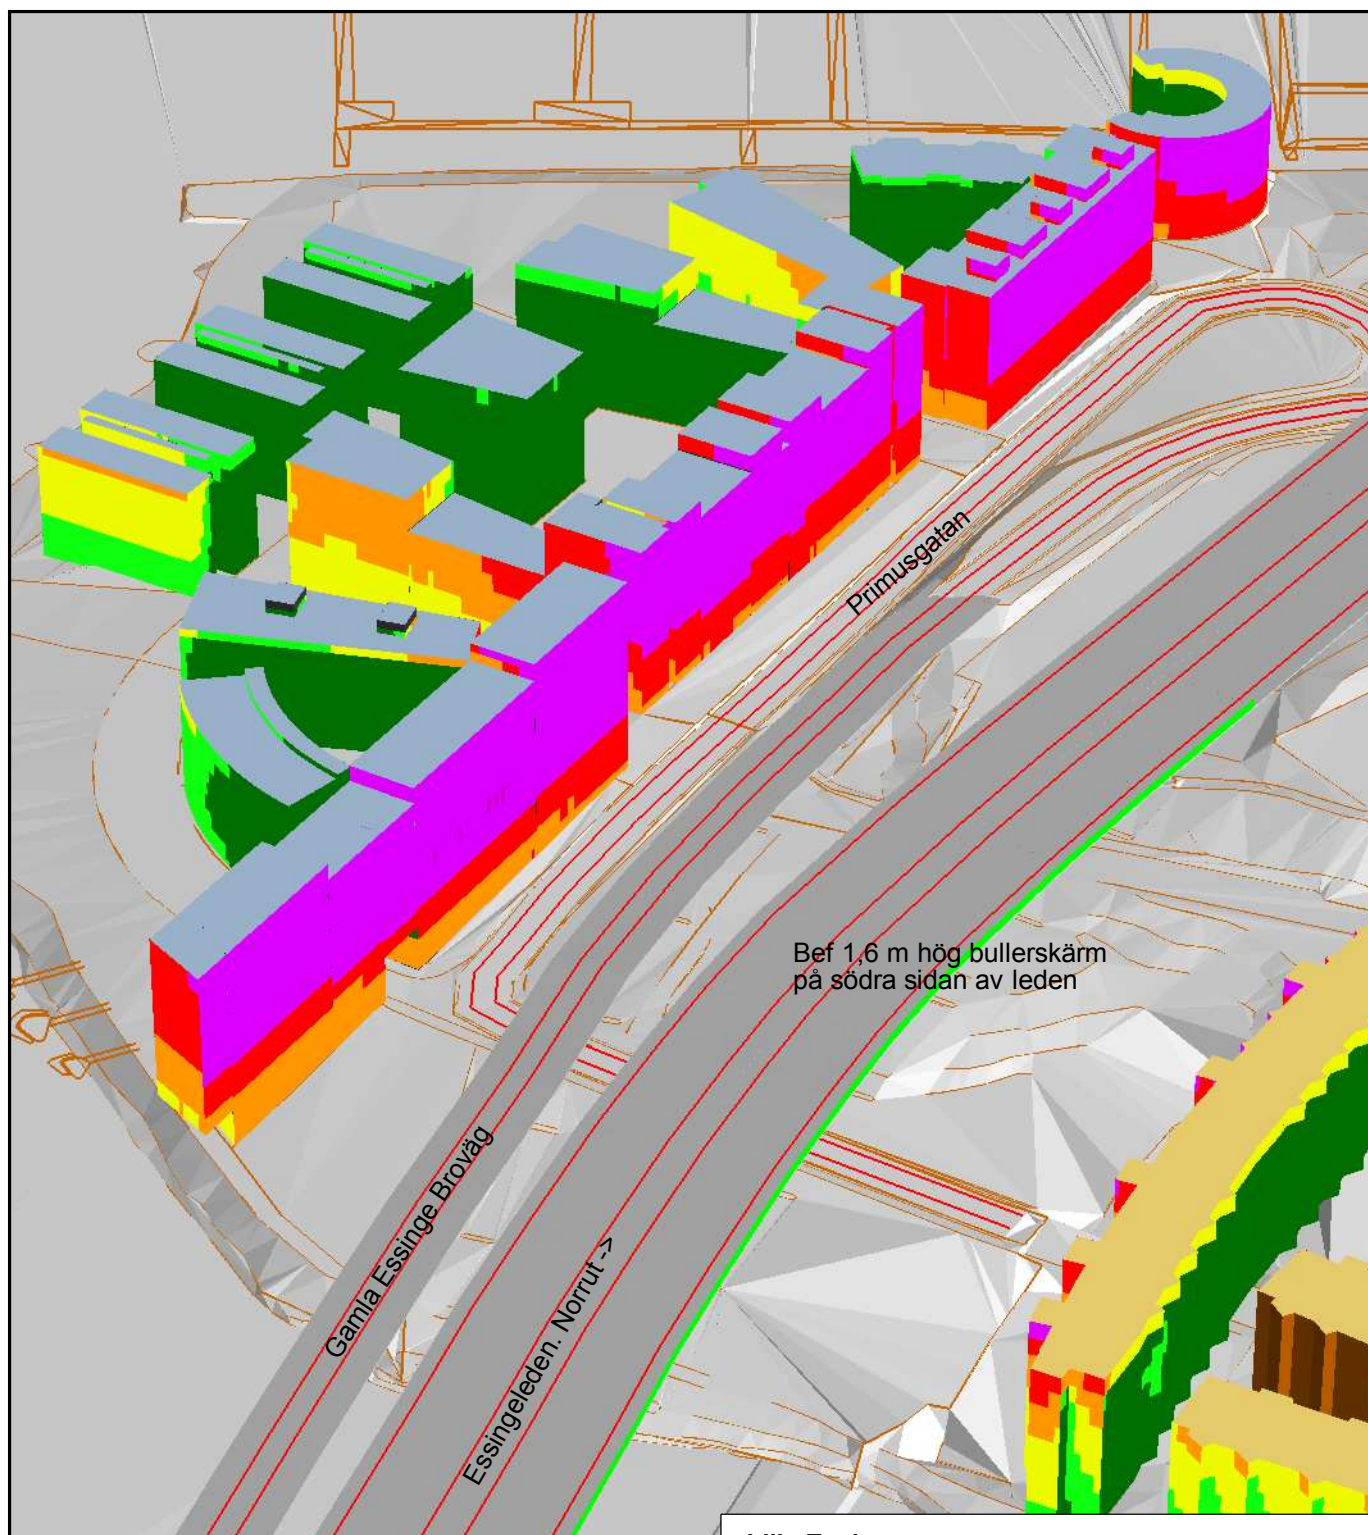 Primusgatan
Bef 1,6 m hög bullerskärm
på södra sidan av leden
Gamla Essinge Broväg
Essingeleden. Norrut ->